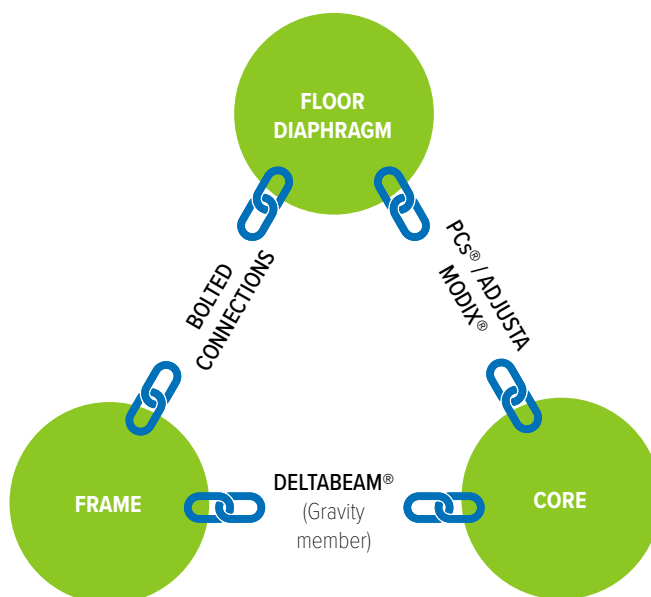 FLOOR
DIAPHRAGM
BOLTED
CONNECTIONS
PCs® / ADJUSTA
MODIX®
FRAME
DELTABEAM®
(Gravity
member)
CORE